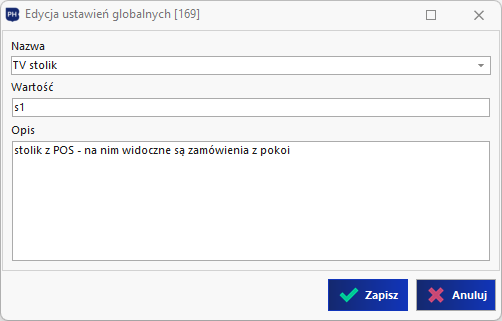 PH
Edycja ustawień globalnych [169]
Nazwa
TV stolik
Wartość
s1
Opis
stolik z POS - na nim widoczne są zamówienia z pokoi
Zapisz
Anuluj